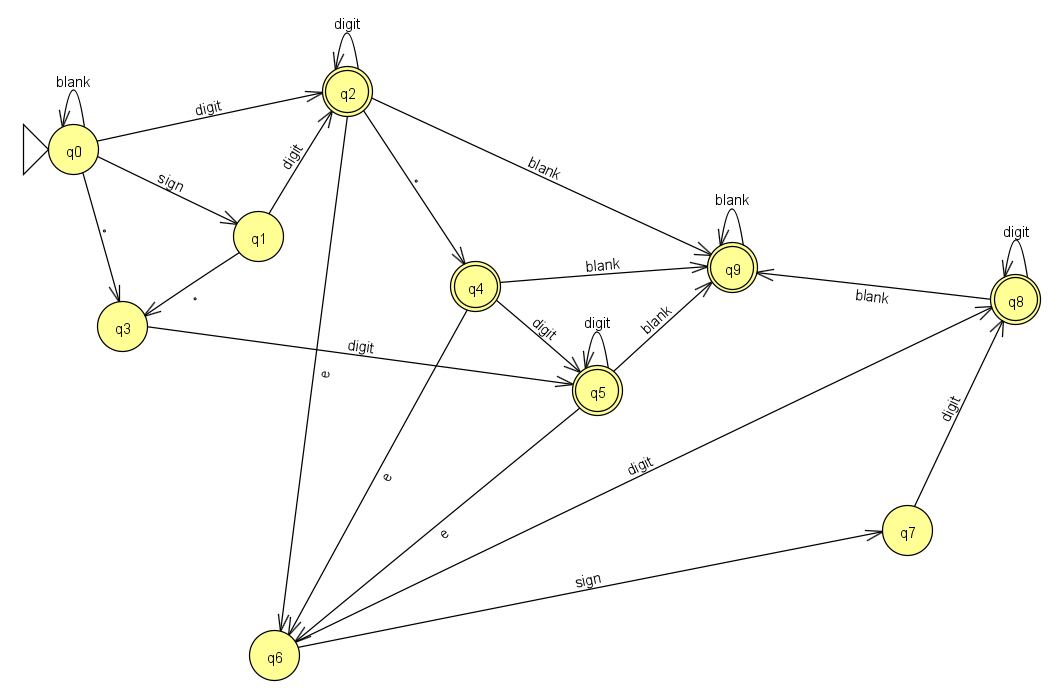 digit
blank
q2
digit
q0
digit
sign
.
blank
blank
.
q1
digit
q9
blank
q4
blank
q8
.
q3
digit
digit
digit
blank
e
q5
digit
e
digit
e
q7
sign
q6